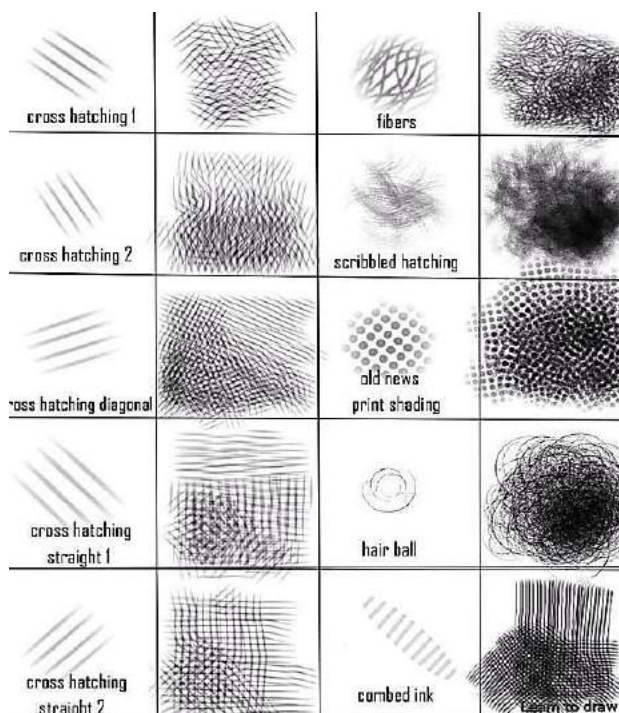 cross hatching 1
fibers
cross hatching 2
scribbled hatching
ross hatching diagonal
old news
print shading
cross hatching
straight 1
hair ball
cross hatching
straight 2
combed ink
Learn to draw